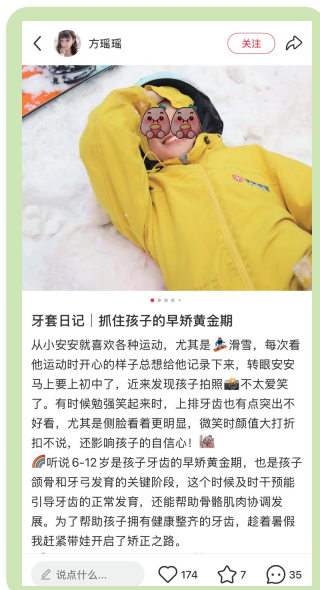 方瑶瑶
关注
牙套日记｜抓住孩子的早矫黄金期
从小安安就喜欢各种运动，尤其是🏂滑雪，每次看
他运动时开心的样子总想给他记录下来，转眼安安
马上要上初中了，近来发现孩子拍照📸不太爱笑
了。有时候勉强笑起来时，上排牙齿也有点突出不
好看，尤其是侧脸看着更明显，微笑时颜值大打折
扣不说，还影响孩子的自信心！
🌈听说6-12岁是孩子牙齿的早矫黄金期，也是孩子
颌骨和牙弓发育的关键阶段，这个时候及时干预能
引导牙齿的正常发育，还能帮助骨骼肌肉协调发
展。为了帮助孩子拥有健康整齐的牙齿，趁着暑假
我赶紧带娃开启了矫正之路。
说点什么...
174
7
35